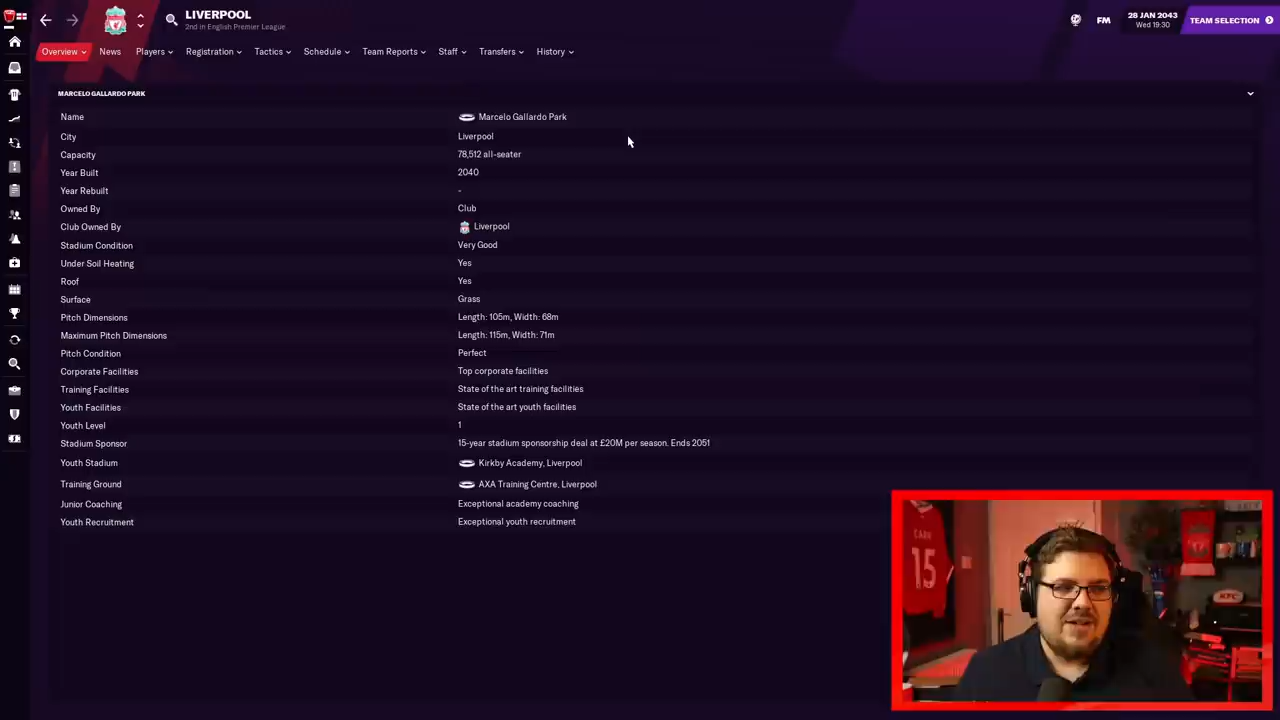 LIVERPOOL
2nd in English Premier League
FM
28 JAN 2043
Wed 19:30
TEAM SELECTION
Overview
News
Players
Registration
Tactics
Schedule
Team Reports
Staff
Transfers
History
MARCELO GALLARDO PARK
Name Marcelo Gallardo Park
City Liverpool
Capacity 78,512 all-seater
Year Built 2040
Year Rebuilt -
Owned By Club
Club Owned By Liverpool
Stadium Condition Very Good
Under Soil Heating Yes
Roof Yes
Surface Grass
Pitch Dimensions Length: 105m, Width: 68m
Maximum Pitch Dimensions Length: 115m, Width: 71m
Pitch Condition Perfect
Corporate Facilities Top corporate facilities
Training Facilities State of the art training facilities
Youth Facilities State of the art youth facilities
Youth Level 1
Stadium Sponsor 15-year stadium sponsorship deal at £20M per season. Ends 2051
Youth Stadium Kirkby Academy, Liverpool
Training Ground AXA Training Centre, Liverpool
Junior Coaching Exceptional academy coaching
Youth Recruitment Exceptional youth recruitment
CARR
15
KFC